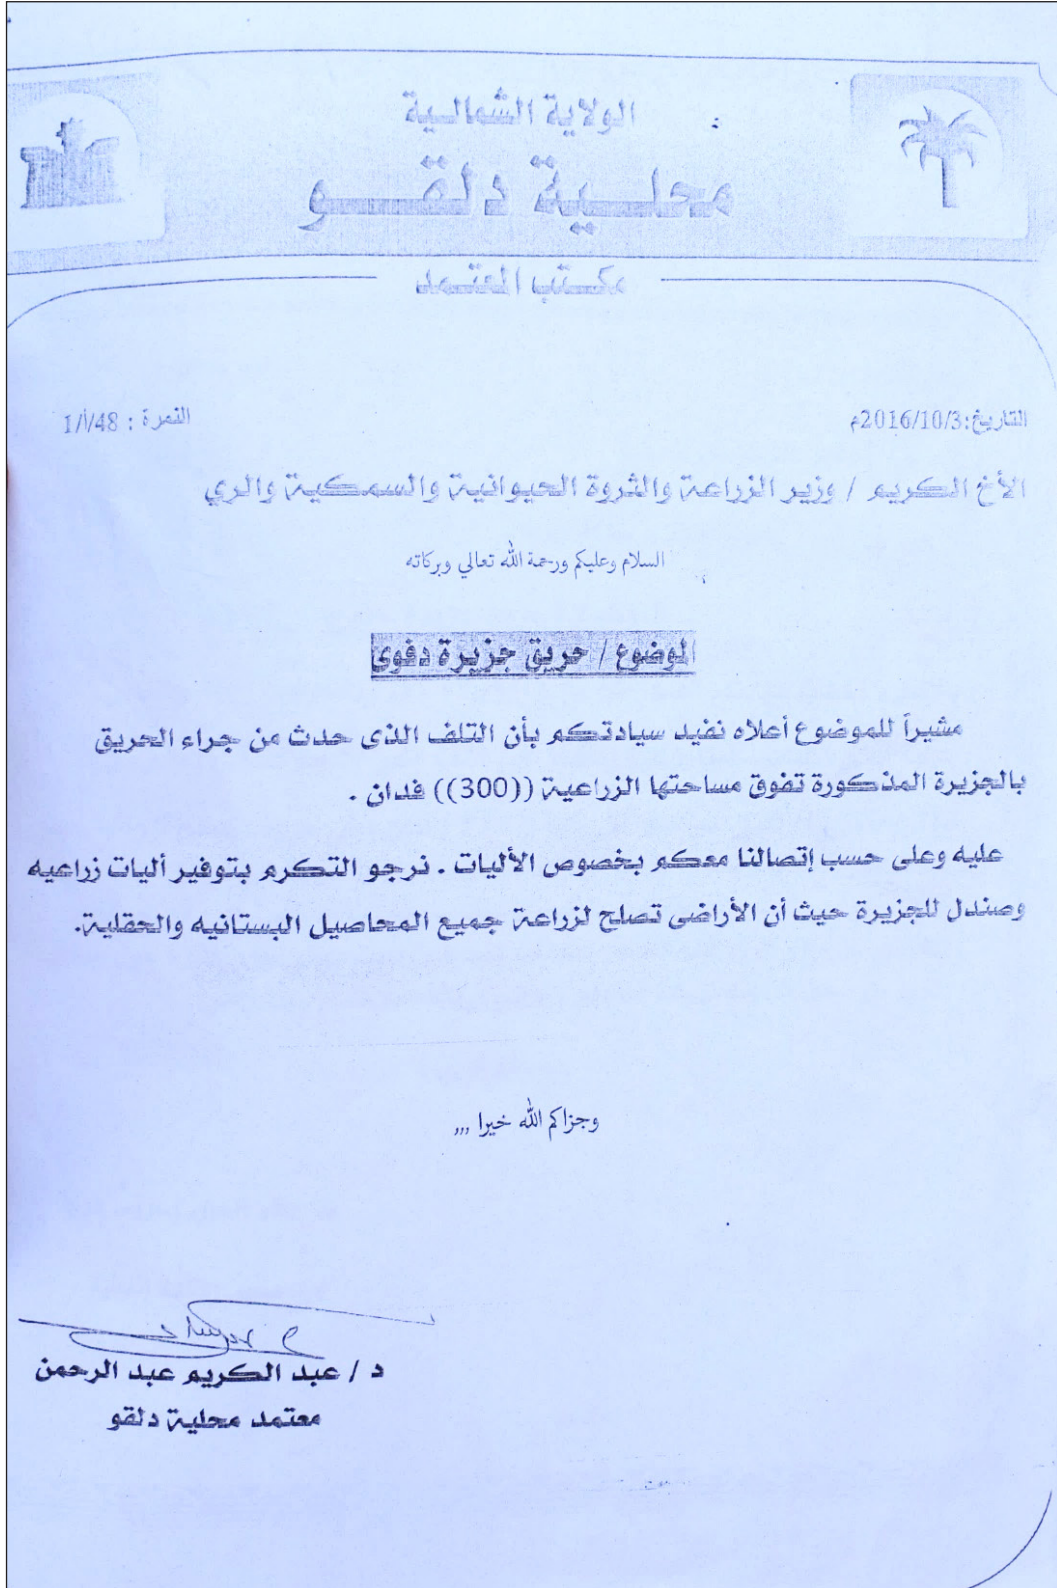 الولاية الشمالية
محلية دلقو
مكتب المعتمد
التاريخ:2016/10/3م
النمرة : 48/أ/1
الأخ الكريم / وزير الزراعة والثروة الحيوانية والسمكية والري
السلام وعليكم ورحمة الله تعالي وبركاته
الموضوع / حريق جزيرة دفوى
مشيراً للموضوع أعلاه نفيد سيادتكم بأن التلف الذى حدث من جراء الحريق
بالجزيرة المذكورة تفوق مساحتها الزراعية ((300)) فدان .
عليه وعلى حسب إتصالنا معكم بخصوص الأليات . نرجو التكرم بتوفير أليات زراعيه
وصندل للجزيرة حيث أن الأراضى تصلح لزراعة جميع المحاصيل البستانيه والحقلية.
وجزاكم الله خيرا ,,,
د / عبد الكريم عبد الرحمن
معتمد محلية دلقو